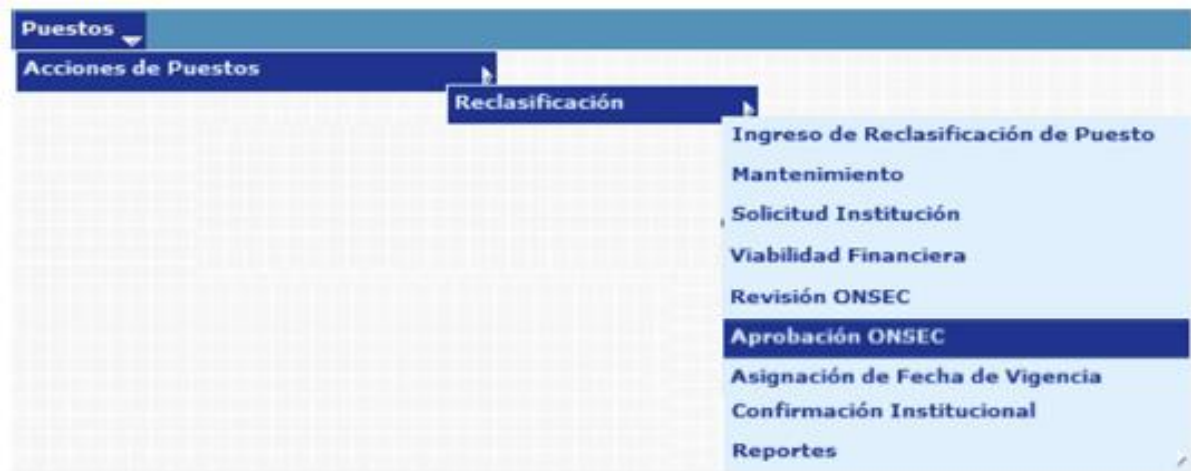 Puestos
Acciones de Puestos
Reclasificación
Ingreso de Reclasificación de Puesto
Mantenimiento
Solicitud Institución
Viabilidad Financiera
Revisión ONSEC
Aprobación ONSEC
Asignación de Fecha de Vigencia
Confirmación Institucional
Reportes